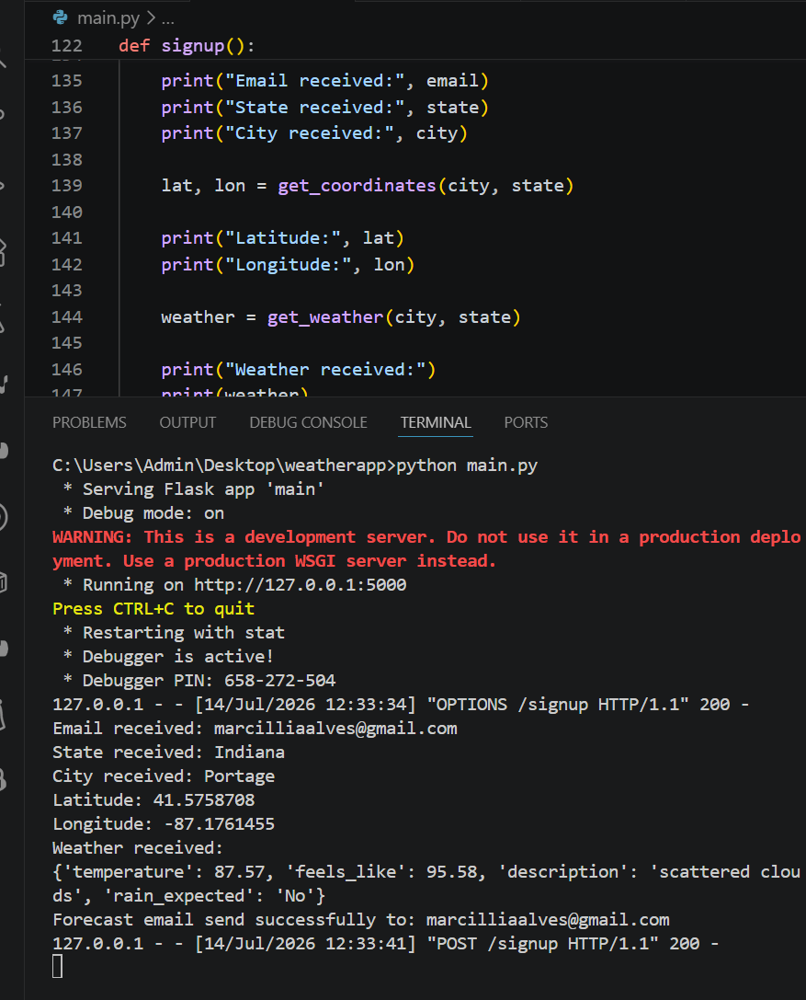 main.py > ...
122 def signup():
135 print("Email received:", email)
136 print("State received:", state)
137 print("City received:", city)
138
139 lat, lon = get_coordinates(city, state)
140
141 print("Latitude:", lat)
142 print("Longitude:", lon)
143
144 weather = get_weather(city, state)
145
146 print("Weather received:")
147 print(weather)
PROBLEMS OUTPUT DEBUG CONSOLE TERMINAL PORTS
C:\Users\Admin\Desktop\weatherapp>python main.py
 * Serving Flask app 'main'
 * Debug mode: on
WARNING: This is a development server. Do not use it in a production deplo
yment. Use a production WSGI server instead.
 * Running on http://127.0.0.1:5000
Press CTRL+C to quit
 * Restarting with stat
 * Debugger is active!
 * Debugger PIN: 658-272-504
127.0.0.1 - - [14/Jul/2026 12:33:34] "OPTIONS /signup HTTP/1.1" 200 -
Email received: marcilliaalves@gmail.com
State received: Indiana
City received: Portage
Latitude: 41.5758708
Longitude: -87.1761455
Weather received:
{'temperature': 87.57, 'feels_like': 95.58, 'description': 'scattered clou
ds', 'rain_expected': 'No'}
Forecast email send successfully to: marcilliaalves@gmail.com
127.0.0.1 - - [14/Jul/2026 12:33:41] "POST /signup HTTP/1.1" 200 -